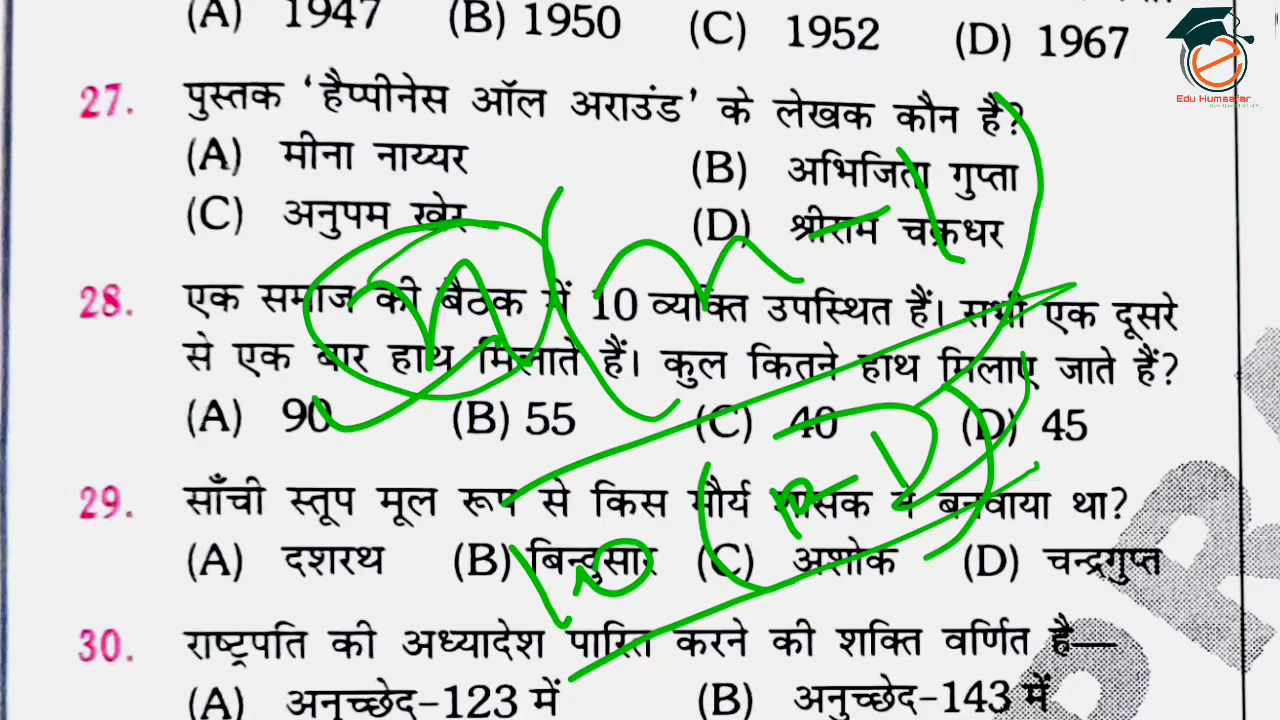 (A) 1947 (B) 1950 (C) 1952 (D) 1967
Edu Humsafar
27. पुस्तक ‘हैप्पीनेस ऑल अराउंड’ के लेखक कौन है?
(A) मीना नाय्यर (B) अभिजिता गुप्ता
(C) अनुपम खेर (D) श्रीराम चक्रधर
28. एक समाज की बैठक में 10 व्यक्ति उपस्थित हैं। सभी एक दूसरे
से एक बार हाथ मिलाते हैं। कुल कितने हाथ मिलाए जाते हैं?
(A) 90 (B) 55 (C) 40 (D) 45
29. साँची स्तूप मूल रूप से किस मौर्य शासक ने बनवाया था?
(A) दशरथ (B) बिन्दुसार (C) अशोक (D) चन्द्रगुप्त
30. राष्ट्रपति की अध्यादेश पारित करने की शक्ति वर्णित है—
(A) अनुच्छेद-123 में (B) अनुच्छेद-143 में